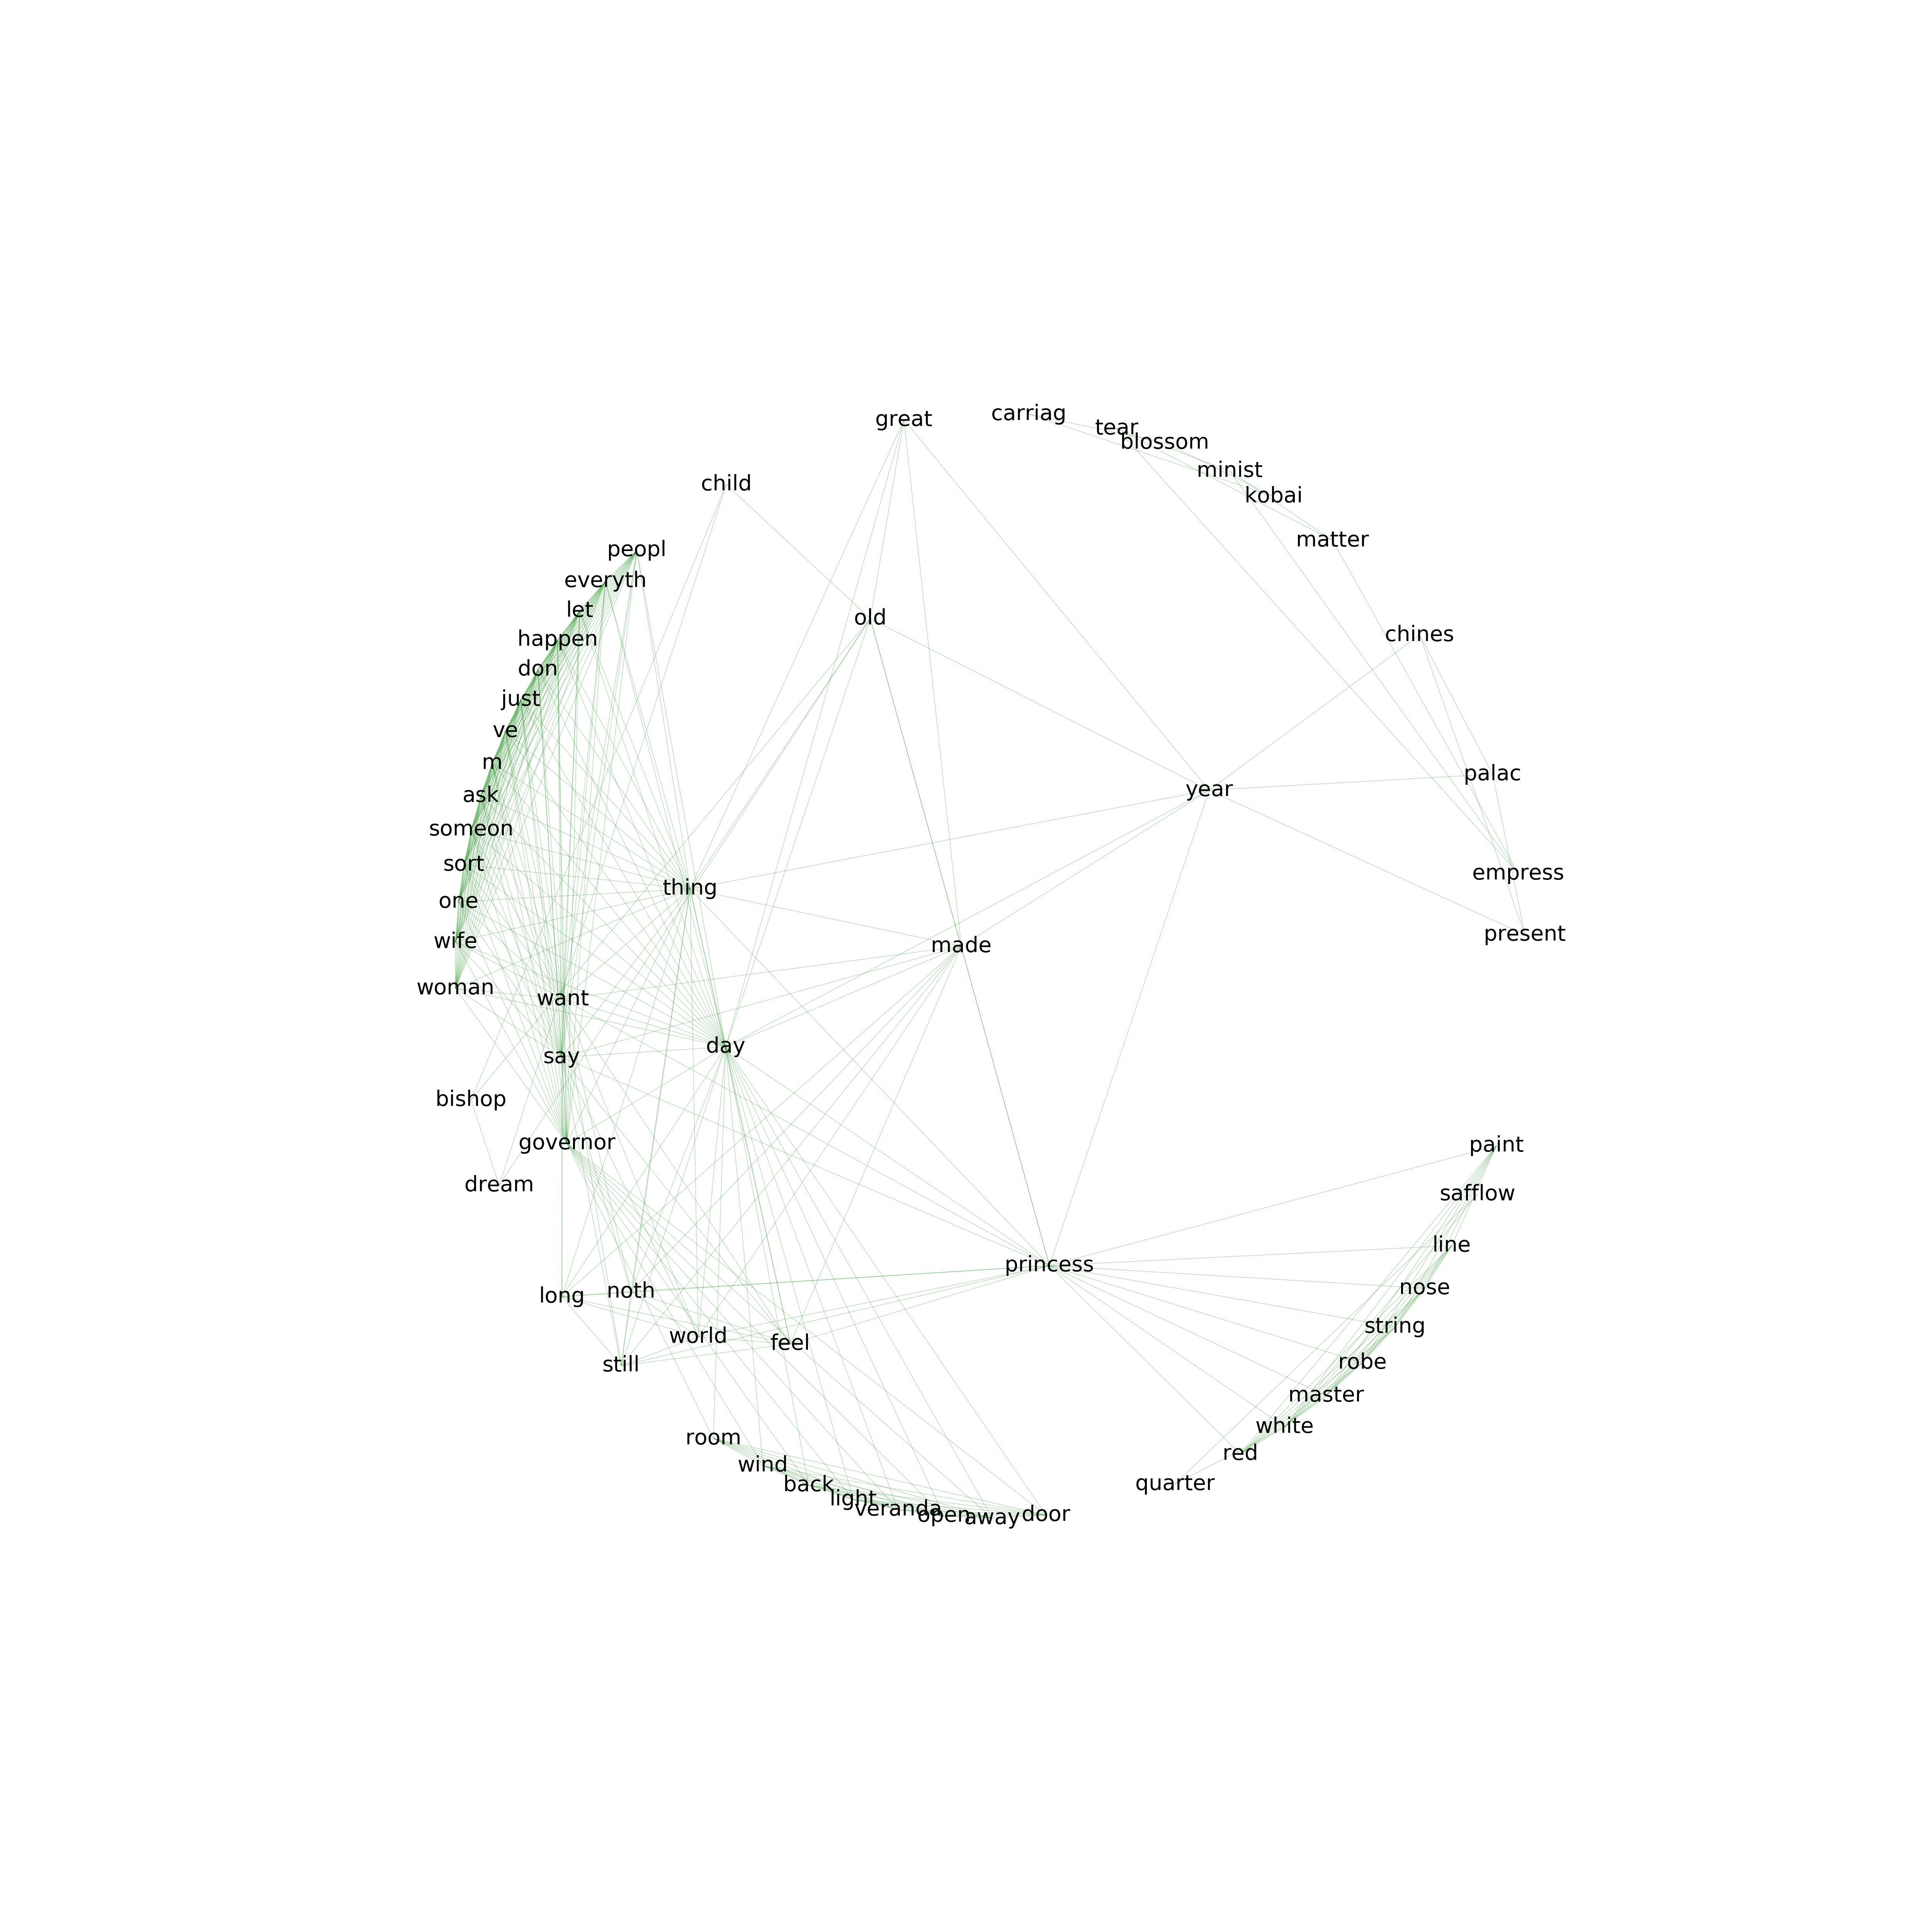 carriag
great
tear
blossom
minist
child
kobai
matter
peopl
everyth
let
old
chines
happen
don
just
ve
m
palac
year
ask
someon
sort
empress
thing
one
present
wife
made
woman
want
day
say
bishop
governor
paint
dream
safflow
line
princess
nose
noth
long
string
world
feel
robe
still
master
white
room
red
wind
quarter
back
light
veranda
open
away
door